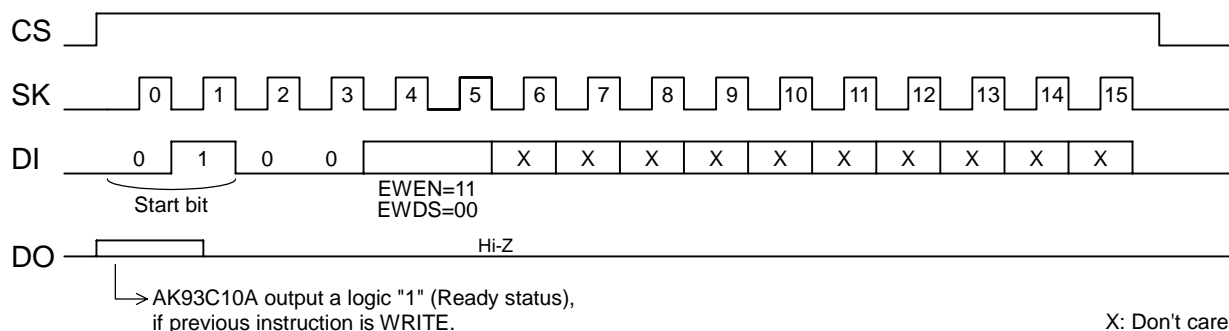 CS
SK 0 1 2 3 4 5 6 7 8 9 10 11 12 13 14 15
DI 0 1 0 0 X X X X X X X X X X
EWEN=11
EWDS=00
Start bit
DO Hi-Z
AK93C10A output a logic "1" (Ready status),
if previous instruction is WRITE.
X: Don't care